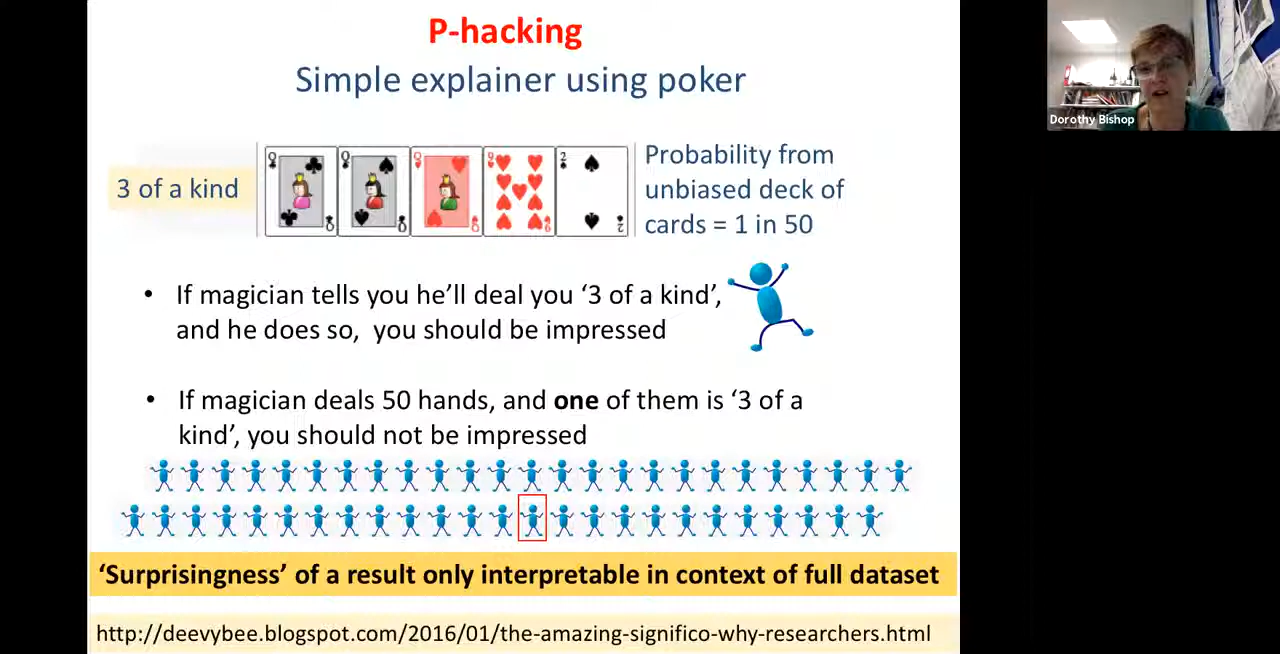 P-hacking
Simple explainer using poker
3 of a kind
Q Q Q 9 2
Q Q Q 9 2
Probability from
unbiased deck of
cards = 1 in 50
• If magician tells you he’ll deal you ‘3 of a kind’,
and he does so, you should be impressed
• If magician deals 50 hands, and one of them is ‘3 of a
kind’, you should not be impressed
‘Surprisingness’ of a result only interpretable in context of full dataset
http://deevybee.blogspot.com/2016/01/the-amazing-significo-why-researchers.html
Dorothy Bishop